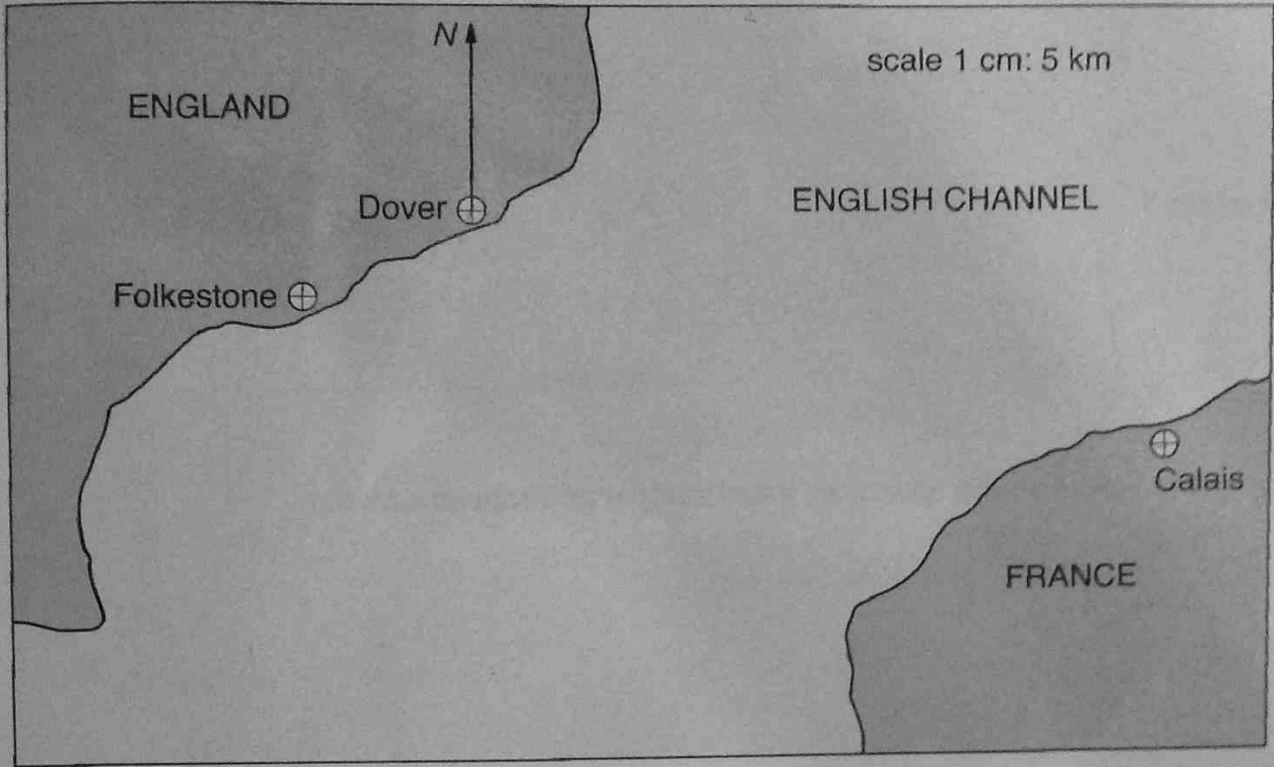 N
scale 1 cm: 5 km
ENGLAND
ENGLISH CHANNEL
Dover
Folkestone
Calais
FRANCE